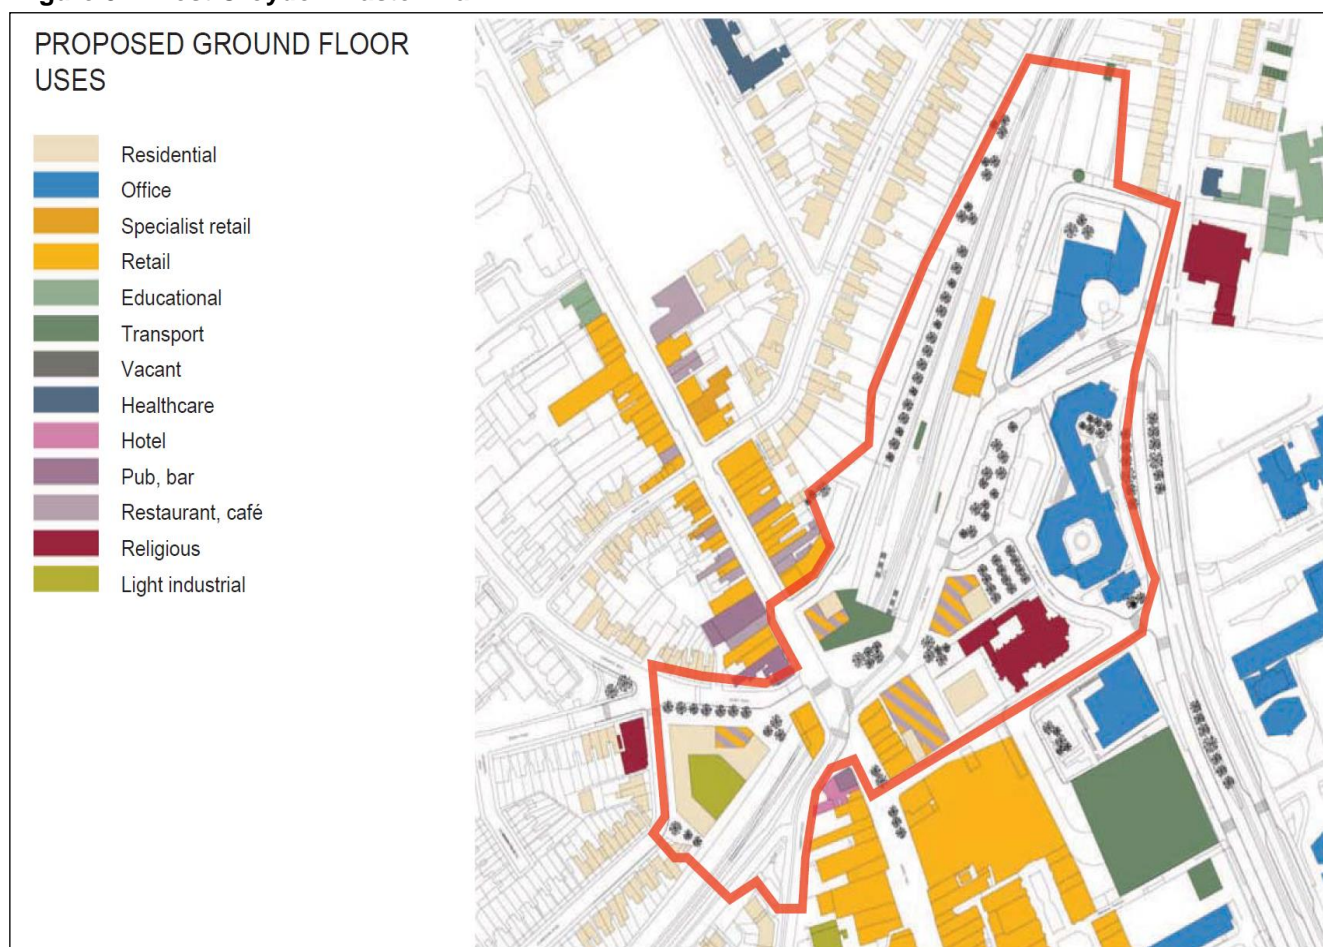 PROPOSED GROUND FLOOR
USES
Residential
Office
Specialist retail
Retail
Educational
Transport
Vacant
Healthcare
Hotel
Pub, bar
Restaurant, café
Religious
Light industrial